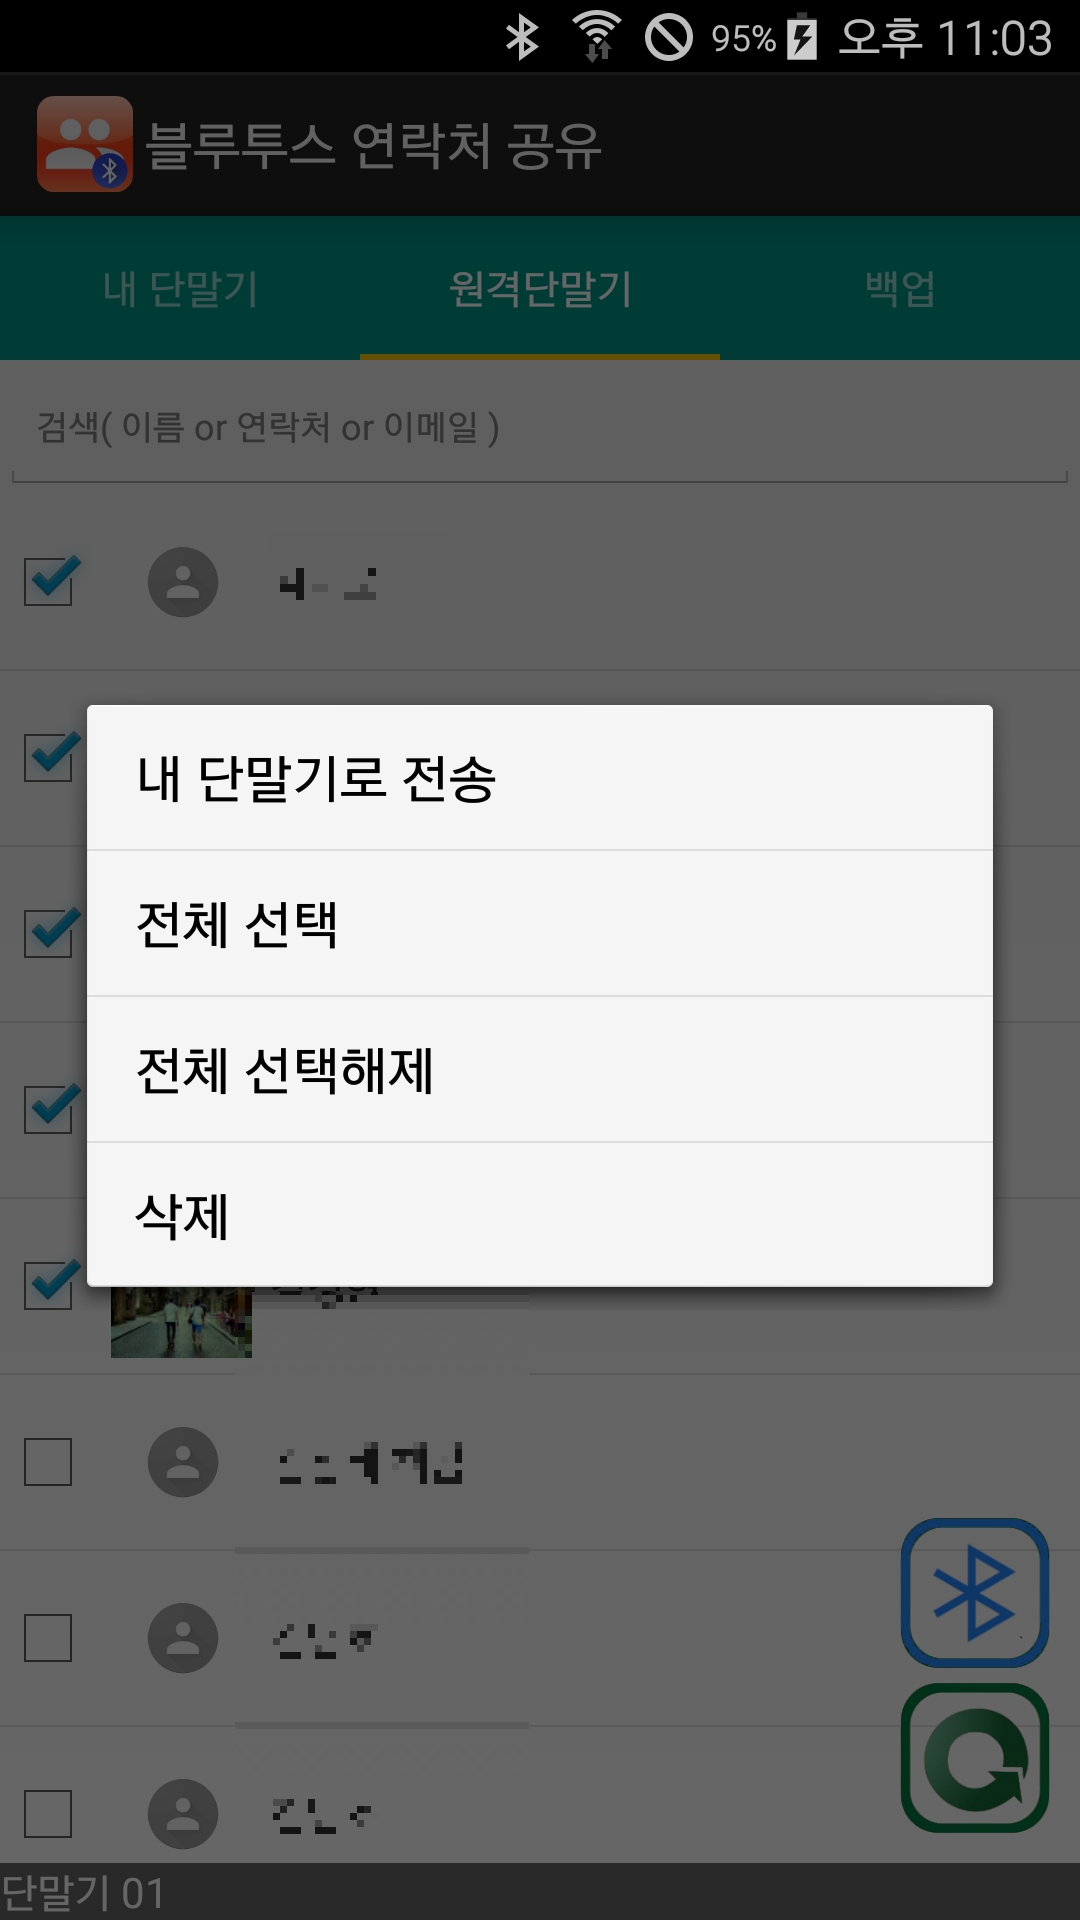 95% 오후 11:03
블루투스 연락처 공유
내 단말기 원격단말기 백업
검색( 이름 or 연락처 or 이메일 )
내 단말기로 전송
전체 선택
전체 선택해제
삭제
단말기 01